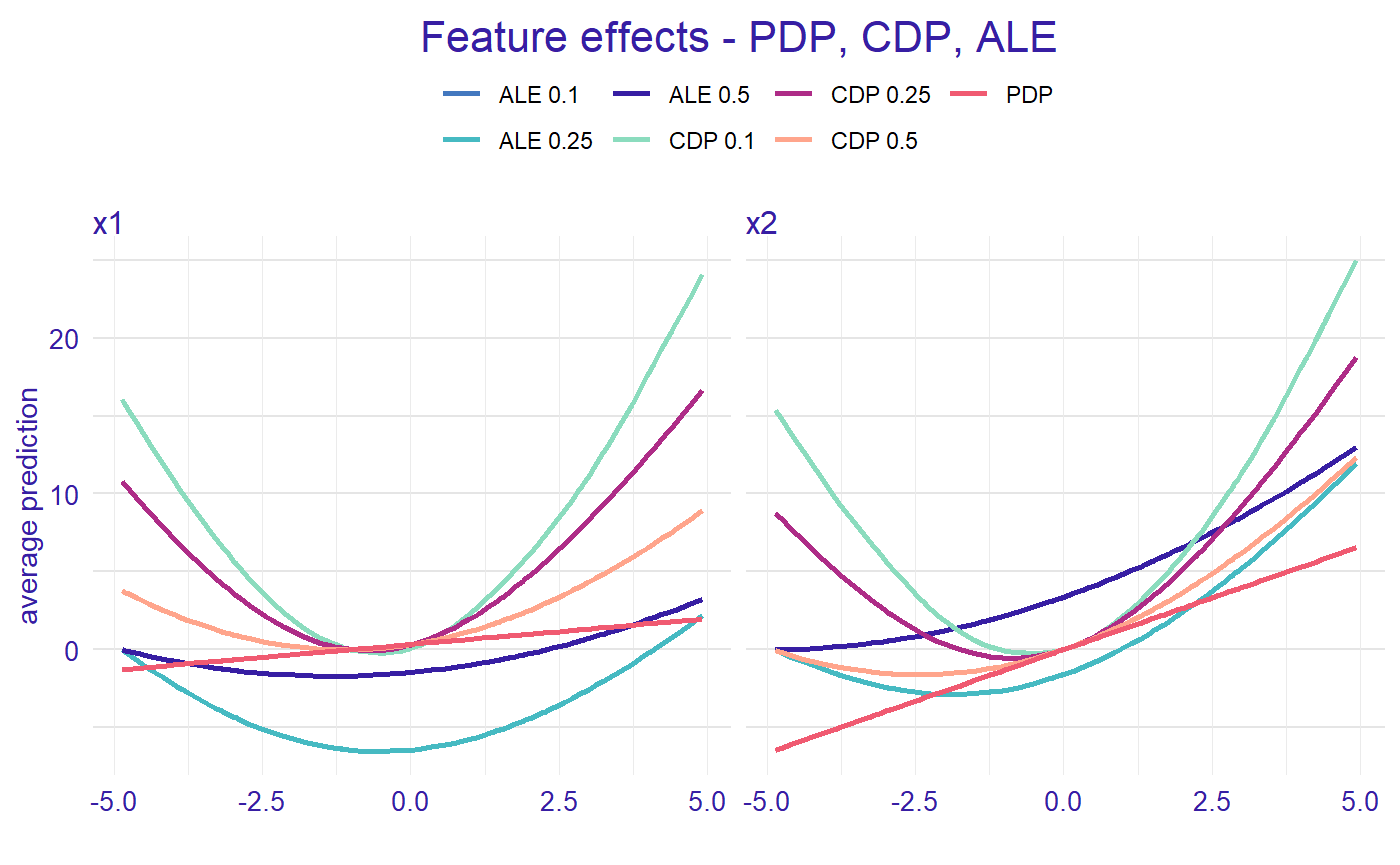 Feature effects - PDP, CDP, ALE
ALE 0.1 ALE 0.5 CDP 0.25 PDP
ALE 0.25 CDP 0.1 CDP 0.5
x1 x2
average prediction
20
10
0
-5.0 -2.5 0.0 2.5 5.0 -5.0 -2.5 0.0 2.5 5.0